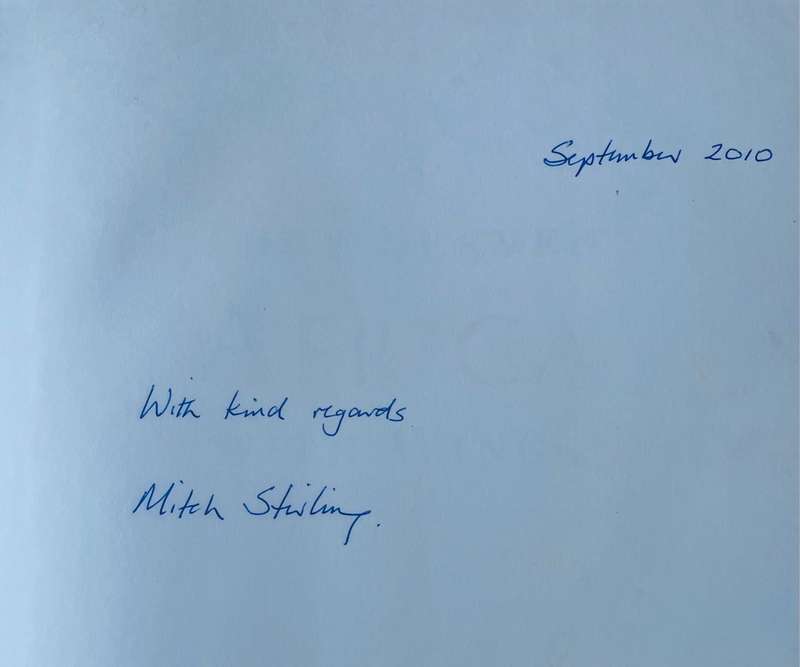 September 2010
With kind regards
Mitch Stirling.